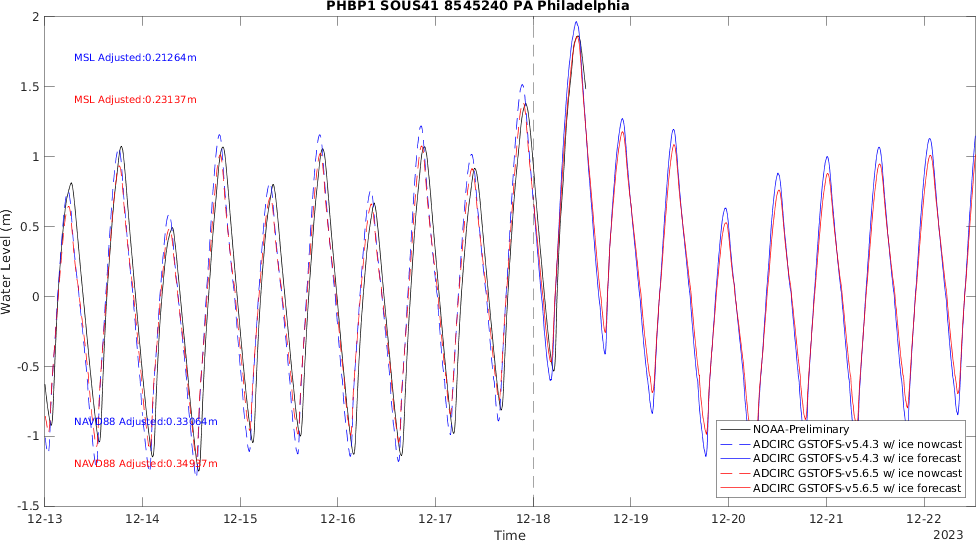 PHBP1 SOUS41 8545240 PA Philadelphia
2
1.5
1
0.5
0
-0.5
-1
-1.5
Water Level (m)
MSL Adjusted:0.21264m
MSL Adjusted:0.23137m
NAVD88 Adjusted:0.33064m
NAVD88 Adjusted:0.34937m
NOAA-Preliminary
ADCIRC GSTOFS-v5.4.3 w/ ice nowcast
ADCIRC GSTOFS-v5.4.3 w/ ice forecast
ADCIRC GSTOFS-v5.6.5 w/ ice nowcast
ADCIRC GSTOFS-v5.6.5 w/ ice forecast
12-13 12-14 12-15 12-16 12-17 12-18 12-19 12-20 12-21 12-22
Time
2023